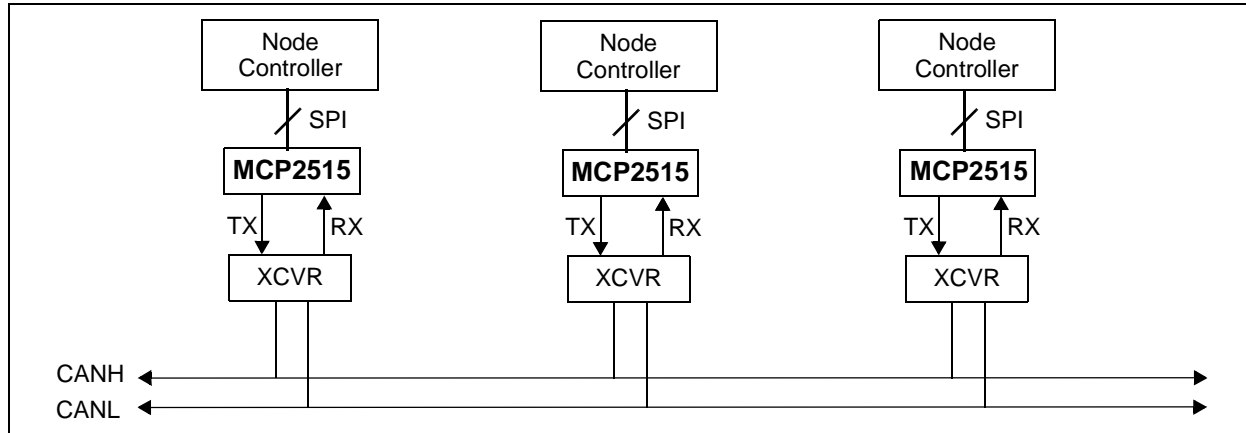 Node
Controller
Node
Controller
Node
Controller
SPI
SPI
SPI
MCP2515
MCP2515
MCP2515
TX
RX
TX
RX
TX
RX
XCVR
XCVR
XCVR
CANH
CANL